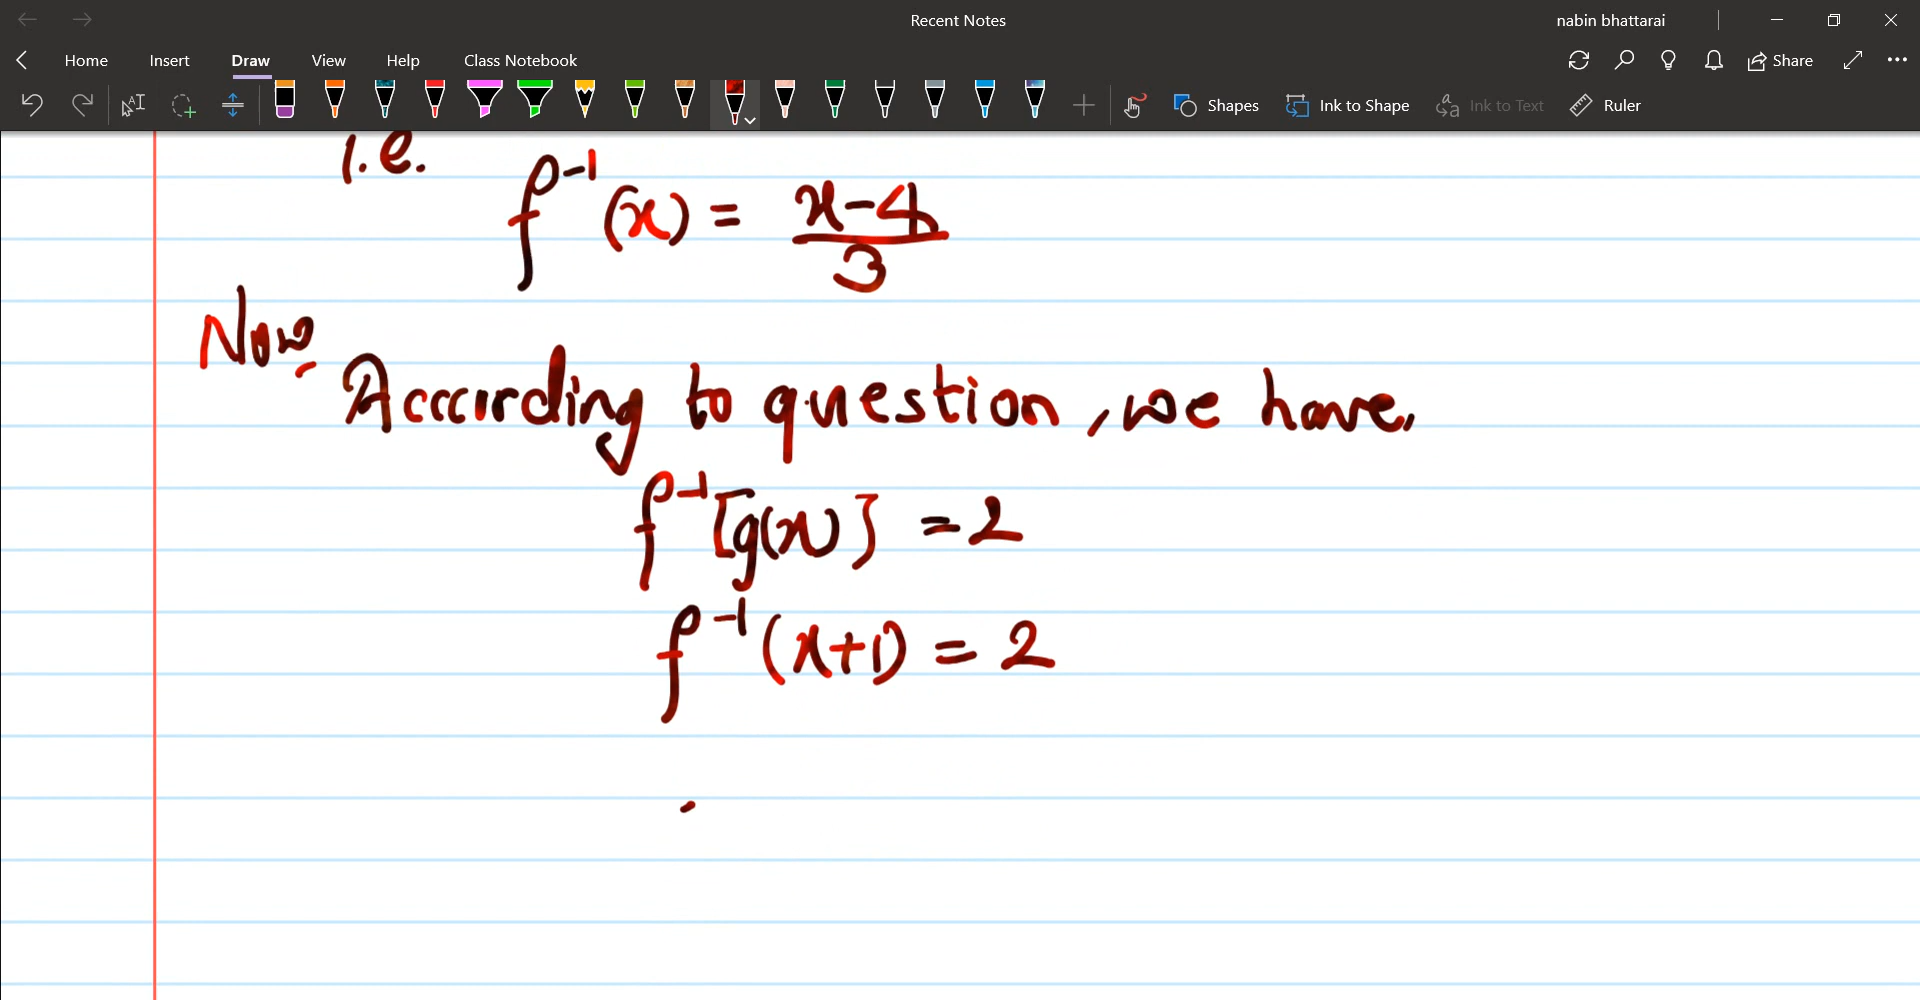 Recent Notes
nabin bhattarai
Home Insert Draw View Help Class Notebook
Share
Shapes Ink to Shape Ink to Text Ruler
i.e.
f⁻¹(x) = x-4
3
Now,
According to question, we have,
f⁻¹[g(x)] = 2
f⁻¹(x+1) = 2